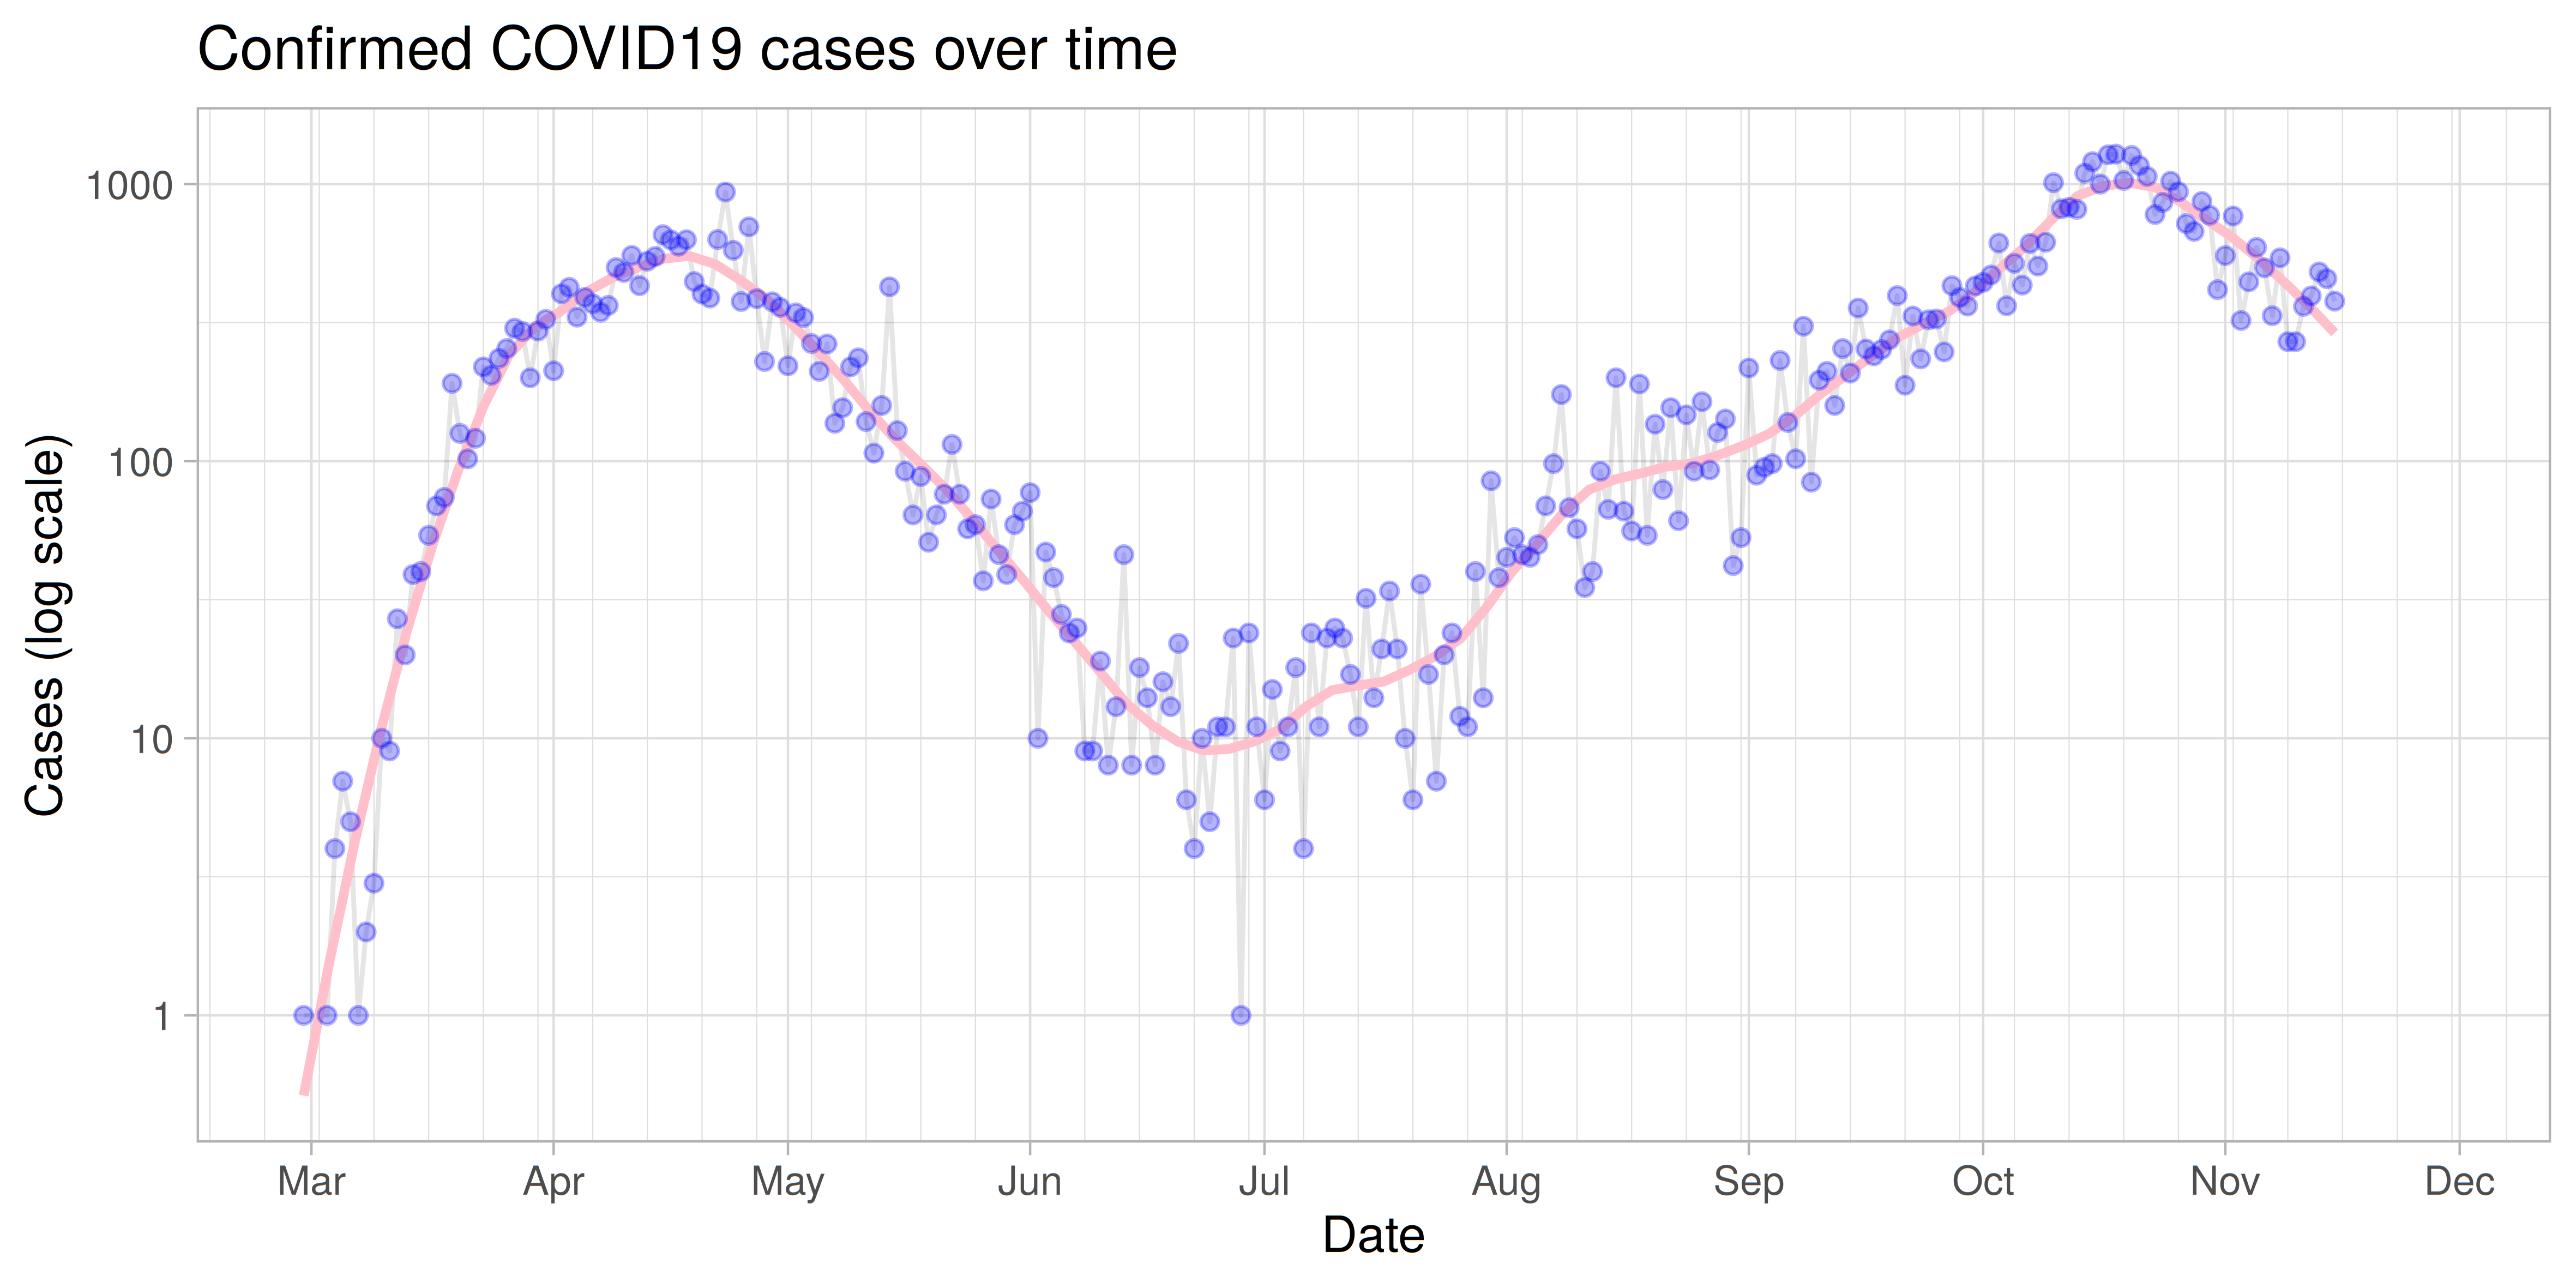 Confirmed COVID19 cases over time
Cases (log scale)
1000
100
10
1
Mar Apr May Jun Jul Aug Sep Oct Nov Dec
Date